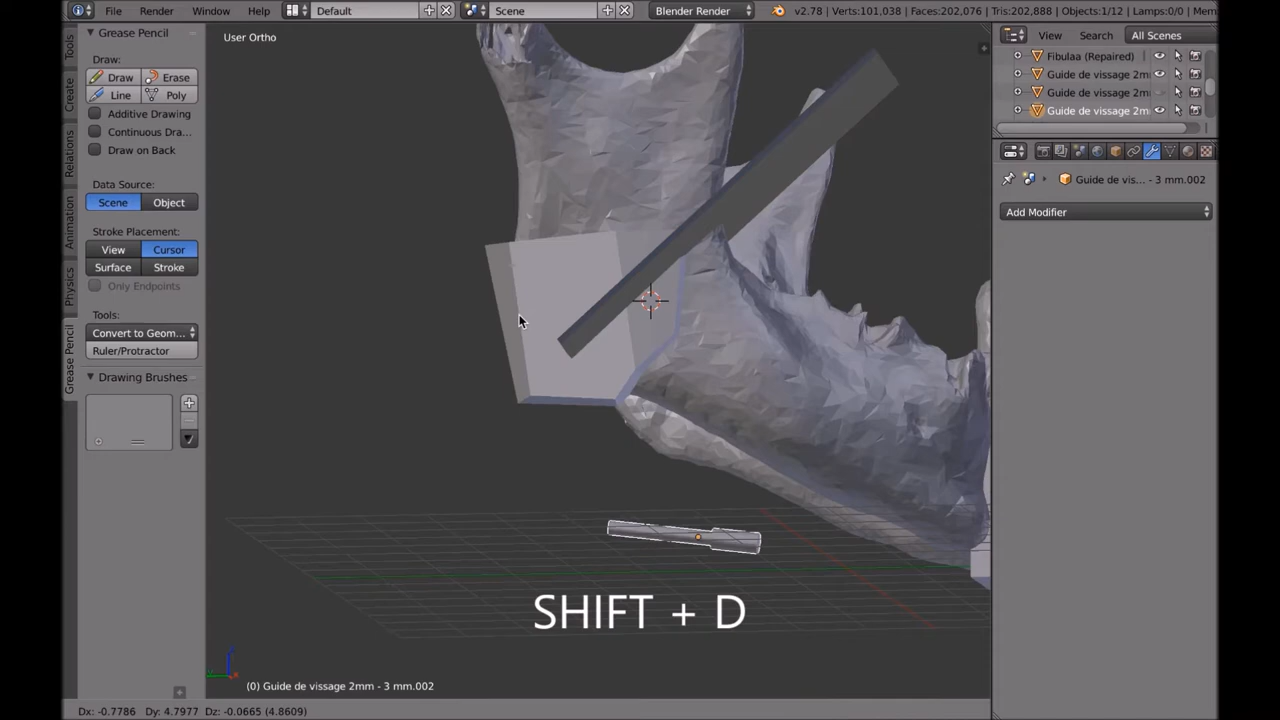 File Render Window Help Default Scene Blender Render v2.78 | Verts:101,038 | Faces:202,076 | Tris:202,888 | Objects:1/12 | Lamps:0/0 | Mem
Grease Pencil
Draw:
Draw Erase
Line Poly
Additive Drawing
Continuous Dra...
Draw on Back
Data Source:
Scene Object
Stroke Placement:
View Cursor
Surface Stroke
Only Endpoints
Tools:
Convert to Geom...
Ruler/Protractor
Drawing Brushes
Tools
Create
Relations
Animation
Physics
Grease Pencil
User Ortho
SHIFT + D
(0) Guide de vissage 2mm - 3 mm.002
Dx: -0.7786 Dy: 4.7977 Dz: -0.0665 (4.8609)
View Search All Scenes
Fibulaa (Repaired)
Guide de vissage 2m
Guide de vissage 2m
Guide de vissage 2m
Guide de vis... - 3 mm.002
Add Modifier